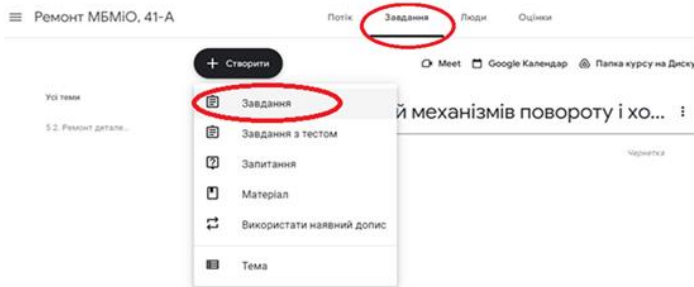 Ремонт МБМіО, 41-А
Потік Завдання Люди Оцінки
Створити
Meet Google Календар Папка курсу на Диску
Усі теми
Завдання
й механізмів повороту і хо...
5.2. Ремонт детале...
Завдання з тестом
Чернетка
Запитання
Матеріал
Використати наявний допис
Тема